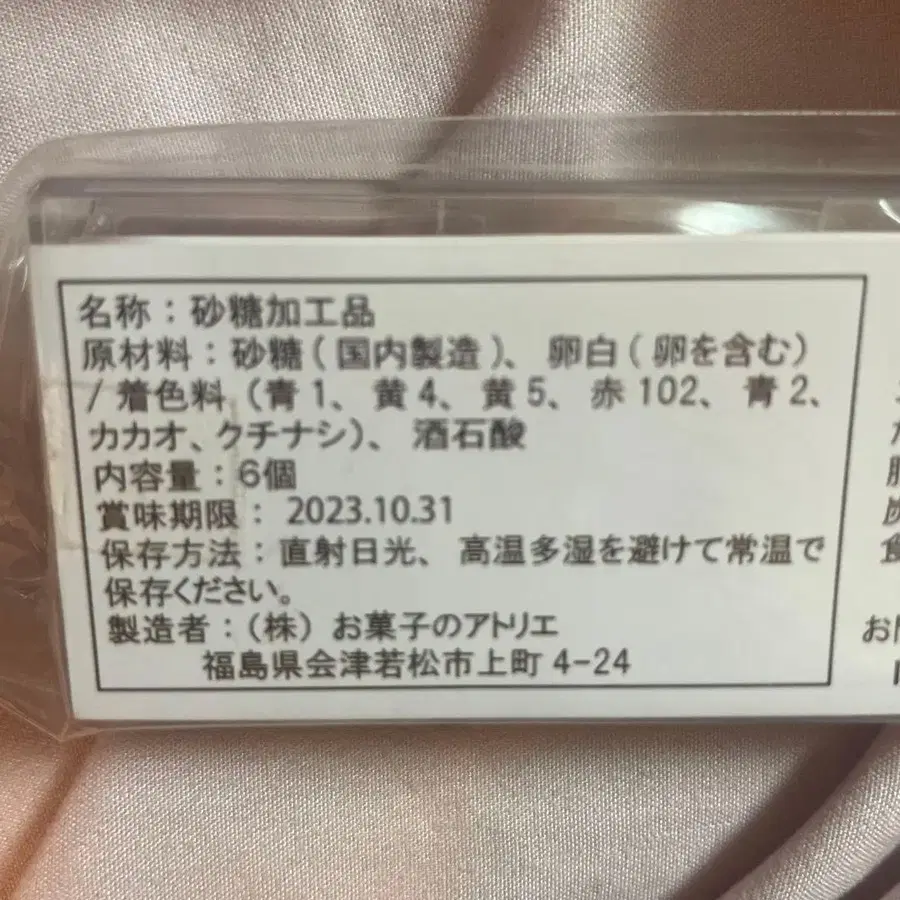 名称：砂糖加工品
原材料：砂糖(国内製造)、卵白(卵を含む)
/着色料(青1、黄4、黄5、赤102、青2、
カカオ、クチナシ)、酒石酸
内容量：6個
賞味期限： 2023.10.31
保存方法：直射日光、高温多湿を避けて常温で
保存ください。
製造者：(株)お菓子のアトリエ
福島県会津若松市上町4-24
食